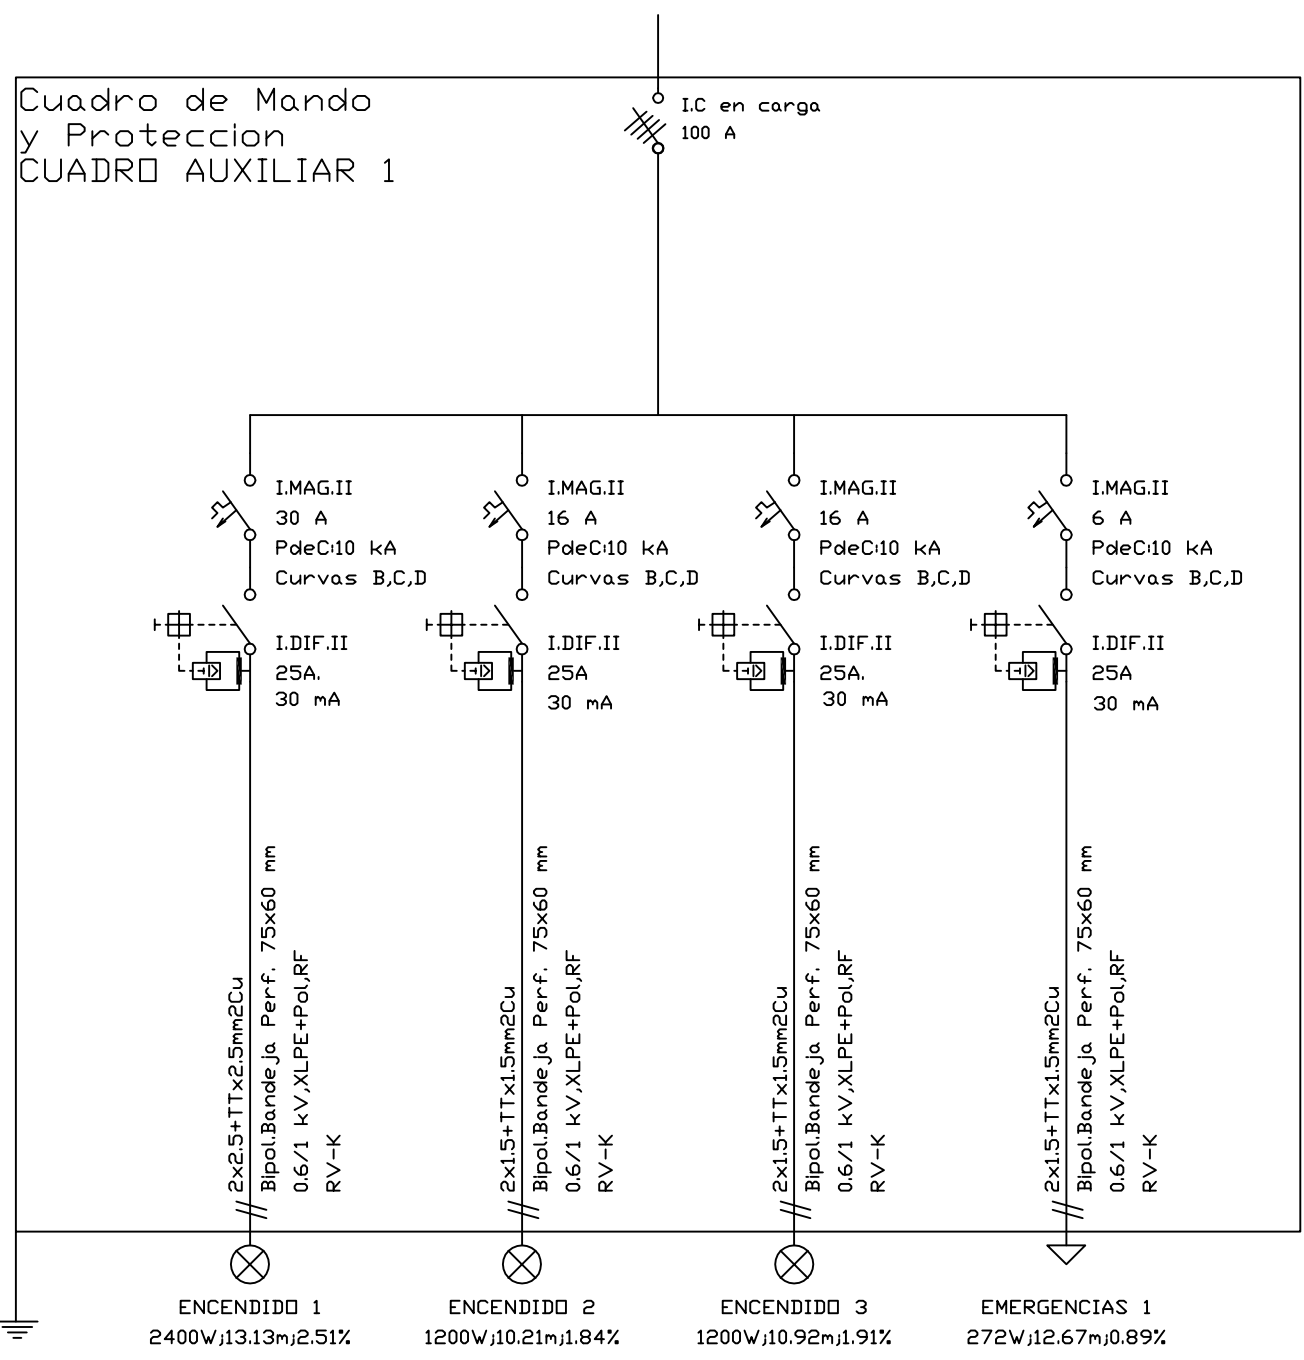 Cuadro de Mando
y Proteccion
CUADRO AUXILIAR 1
I.C en carga
100 A
I.MAG.II
30 A
PdeC:10 kA
Curvas B,C,D
I.DIF.II
25A.
30 mA
2x2.5+TTx2.5mm2Cu
Bipol.Bandeja Perf. 75x60 mm
0.6/1 kV,XLPE+Pol,RF
RV-K
ENCENDIDO 1
2400W;13.13m;2.51%
I.MAG.II
16 A
PdeC:10 kA
Curvas B,C,D
I.DIF.II
25A
30 mA
2x1.5+TTx1.5mm2Cu
Bipol.Bandeja Perf. 75x60 mm
0.6/1 kV,XLPE+Pol,RF
RV-K
ENCENDIDO 2
1200W;10.21m;1.84%
I.MAG.II
16 A
PdeC:10 kA
Curvas B,C,D
I.DIF.II
25A.
30 mA
2x1.5+TTx1.5mm2Cu
Bipol.Bandeja Perf. 75x60 mm
0.6/1 kV,XLPE+Pol,RF
RV-K
ENCENDIDO 3
1200W;10.92m;1.91%
I.MAG.II
6 A
PdeC:10 kA
Curvas B,C,D
I.DIF.II
25A
30 mA
2x1.5+TTx1.5mm2Cu
Bipol.Bandeja Perf. 75x60 mm
0.6/1 kV,XLPE+Pol,RF
RV-K
EMERGENCIAS 1
272W;12.67m;0.89%